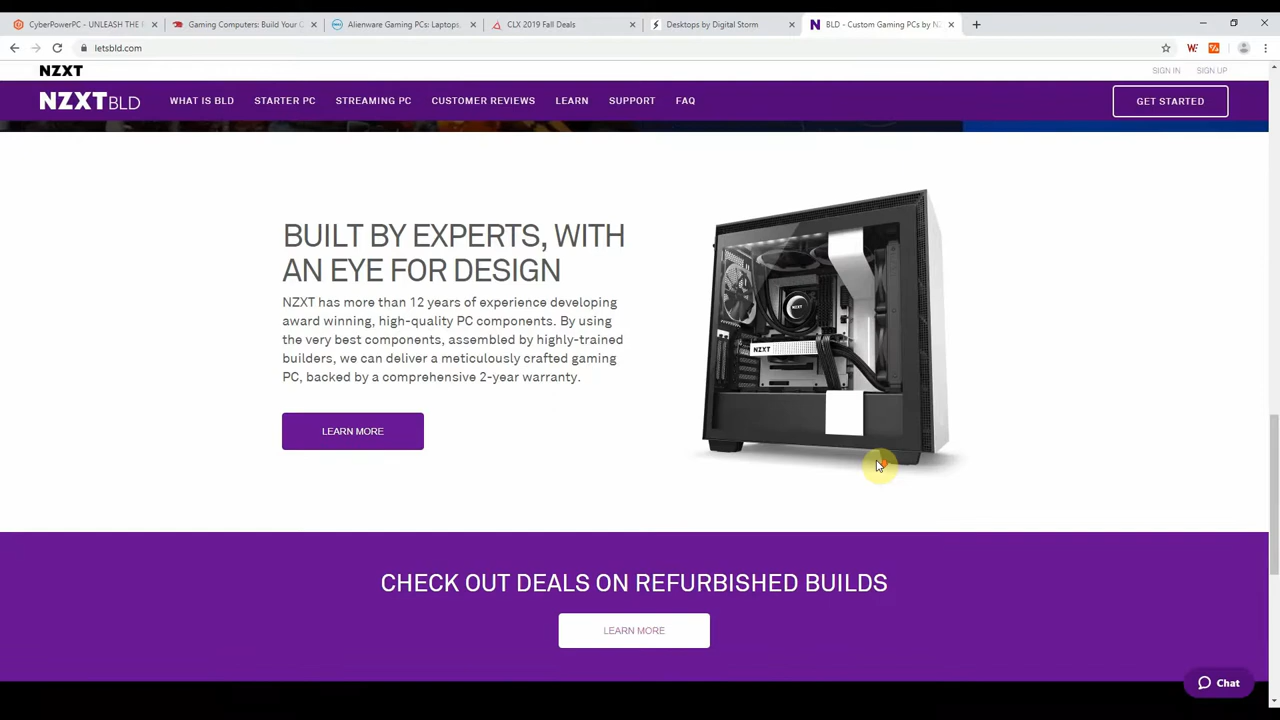 CyberPowerPC - UNLEASH THE
Gaming Computers: Build Your
Alienware Gaming PCs: Laptops,
CLX 2019 Fall Deals
Desktops by Digital Storm
BLD - Custom Gaming PCs by
letsbld.com
NZXT
SIGN IN
SIGN UP
NZXT BLD
WHAT IS BLD
STARTER PC
STREAMING PC
CUSTOMER REVIEWS
LEARN
SUPPORT
FAQ
GET STARTED
BUILT BY EXPERTS, WITH
AN EYE FOR DESIGN
NZXT has more than 12 years of experience developing
award winning, high-quality PC components. By using
the very best components, assembled by highly-trained
builders, we can deliver a meticulously crafted gaming
PC, backed by a comprehensive 2-year warranty.
LEARN MORE
NZXT
NZXT
CHECK OUT DEALS ON REFURBISHED BUILDS
LEARN MORE
Chat